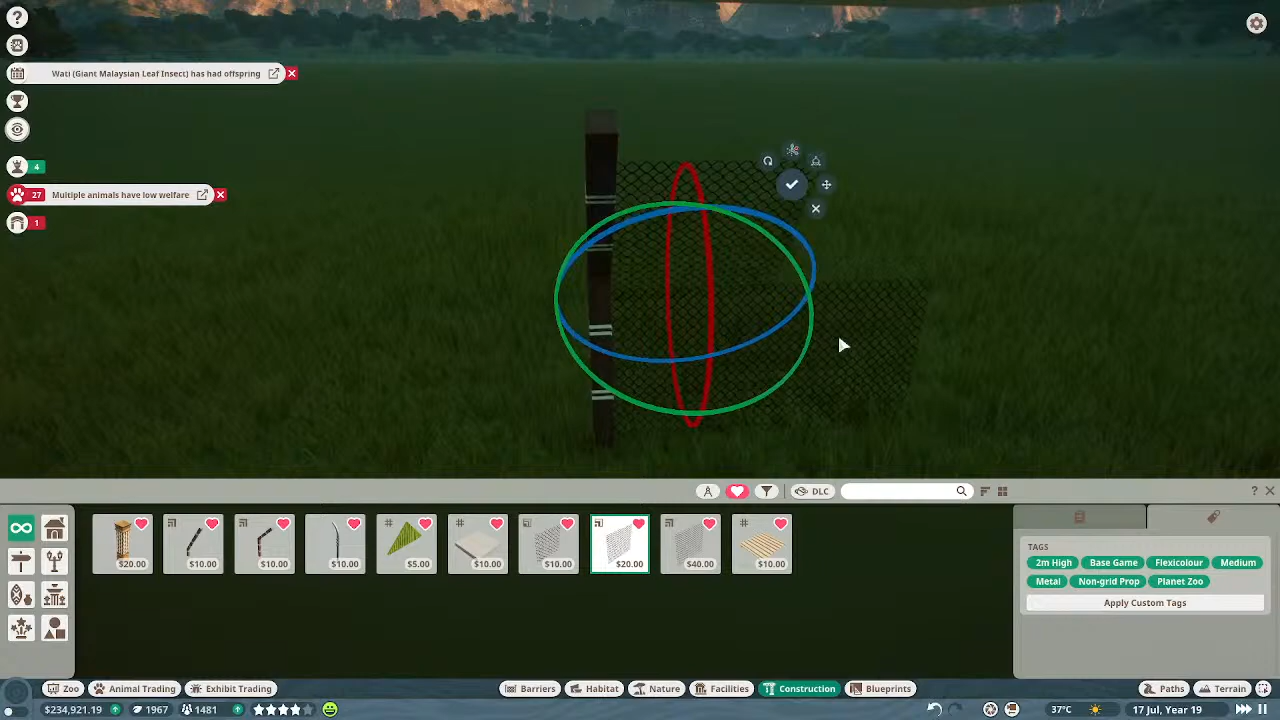 Wati (Giant Malaysian Leaf Insect) has had offspring
4
27 Multiple animals have low welfare
1
DLC
?
$20.00 $10.00 $10.00 $10.00 $5.00 $10.00 $10.00 $20.00 $40.00 $10.00
TAGS
2m High Base Game Flexicolour Medium
Metal Non-grid Prop Planet Zoo
Apply Custom Tags
Zoo Animal Trading Exhibit Trading Barriers Habitat Nature Facilities Construction Blueprints Paths Terrain
$234,921.19 1967 1481 37°C 17 Jul, Year 19